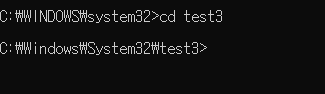 C:₩WINDOWS₩system32>cd test3
C:₩Windows₩System32₩test3>